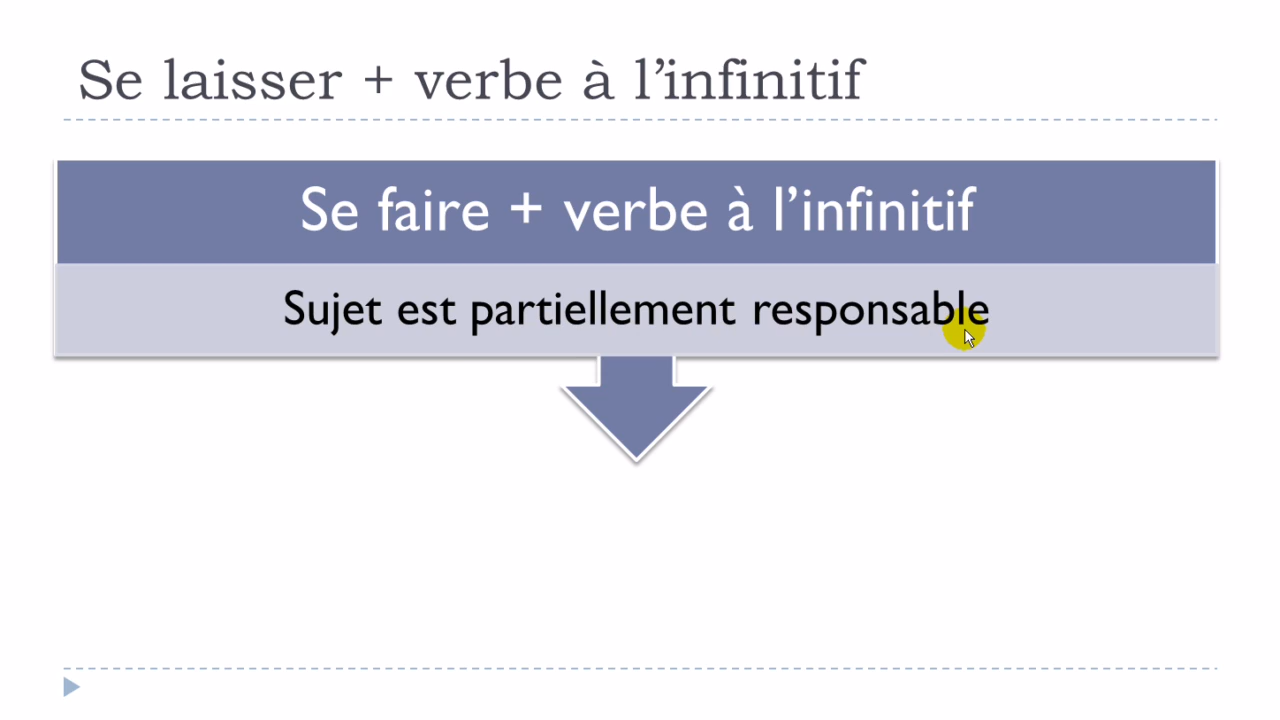 Se laisser + verbe à l’infinitif
Se faire + verbe à l’infinitif
Sujet est partiellement responsable